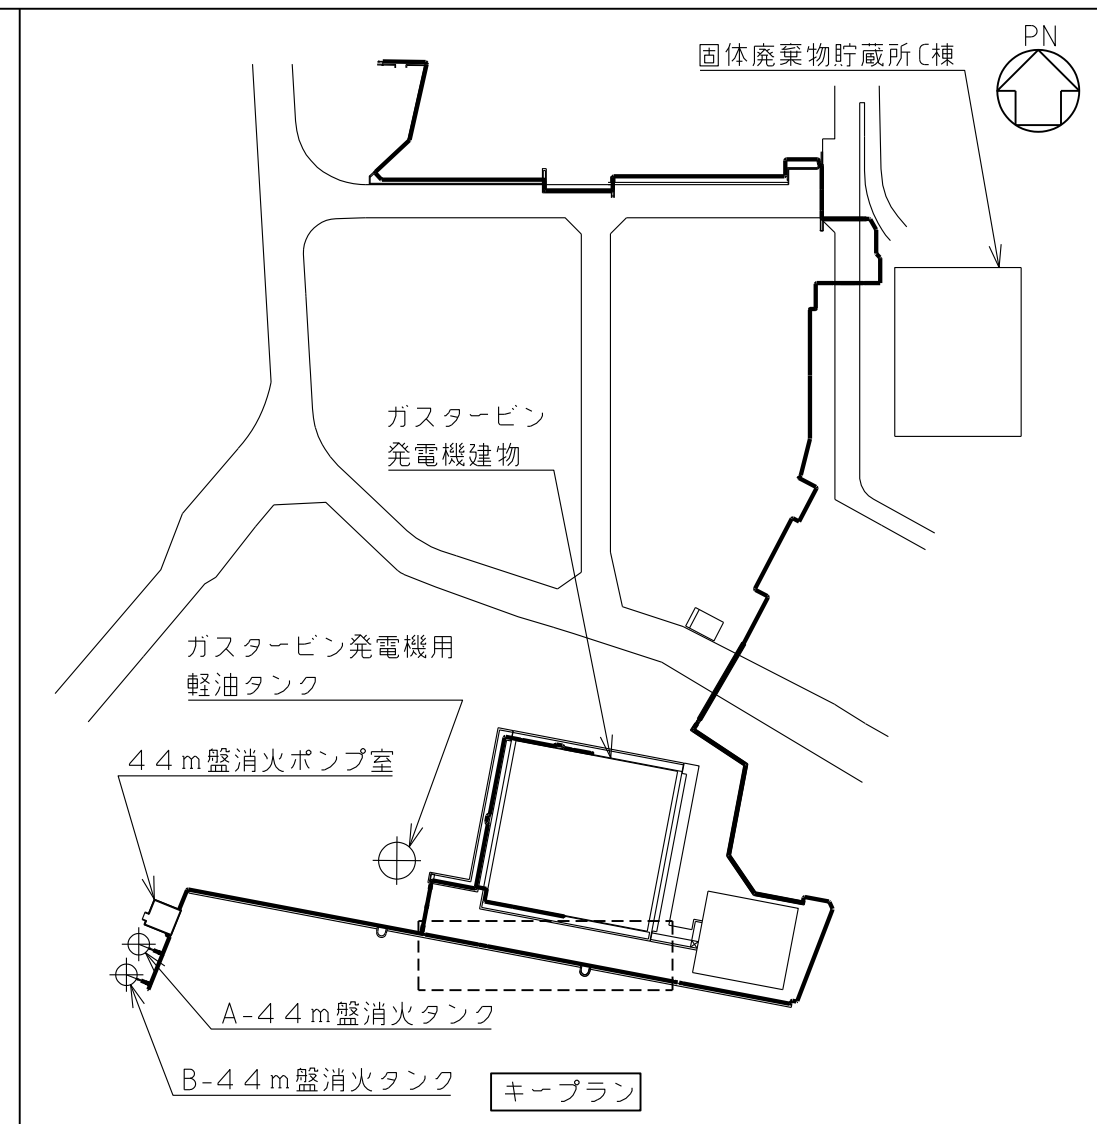 PN
固体廃棄物貯蔵所C棟
ガスタービン
発電機建物
ガスタービン発電機用
軽油タンク
44m盤消火ポンプ室
A-44m盤消火タンク
B-44m盤消火タンク
キープラン